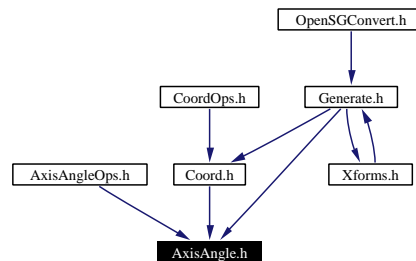 OpenSGConvert.h
CoordOps.h
Generate.h
AxisAngleOps.h
Coord.h
Xforms.h
AxisAngle.h